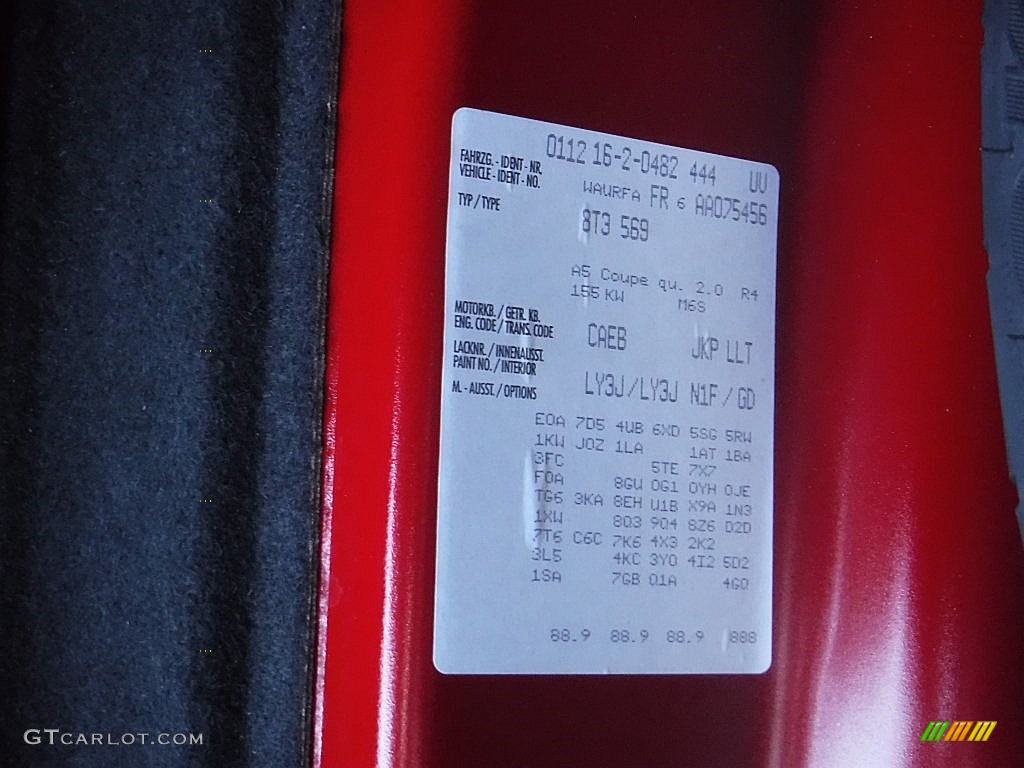 0112 16-2-0482 444 UU
FAHRZG. - IDENT - NR.
VEHICLE - IDENT - NO.
WAURFA FR 6 AA075456
TYP / TYPE
8T3 569
A5 Coupe qu. 2.0 R4
155 KW M6S
MOTORKB. / GETR. KB.
ENG. CODE / TRANS. CODE
CAEB JKP LLT
LACKNR. / INNENAUSST.
PAINT NO. / INTERIOR
LY3J/LY3J N1F / GD
M. - AUSST. / OPTIONS
E0A 7D5 4UB 6XD 5SG 5RW
1KW J0Z 1LA 1AT 1BA
3FC 5TE 7X7
F0A 8GU 0G1 0YH 0JE
TG6 3KA 8EH U1B X9A 1N3
1XW 8Q3 9Q4 8Z6 D2D
7T6 C6C 7K6 4X3 2K2
3L5 4KC 3Y0 4I2 5D2
1SA 7GB 01A 4G0
88.9 88.9 88.9 888
GTCARLOT.COM